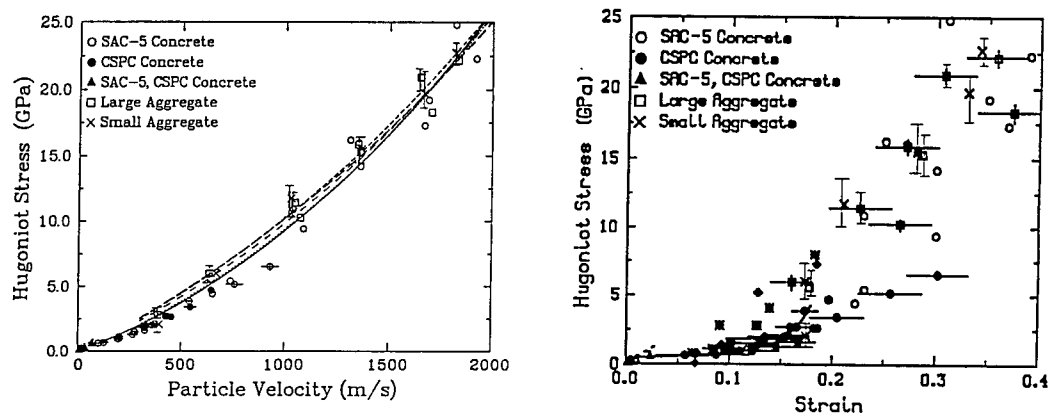 25.0
20.0
15.0
10.0
5.0
0.0
Hugoniot Stress (GPa)
SAC-5 Concrete
CSPC Concrete
SAC-5, CSPC Concrete
Large Aggregate
Small Aggregate
0
500
1000
1500
2000
Particle Velocity (m/s)
25
20
15
10
5
0
Hugoniot Stress (GPa)
SAC-5 Concrete
CSPC Concrete
SAC-5, CSPC Concrete
Large Aggregate
Small Aggregate
0.0
0.1
0.2
0.3
0.4
Strain